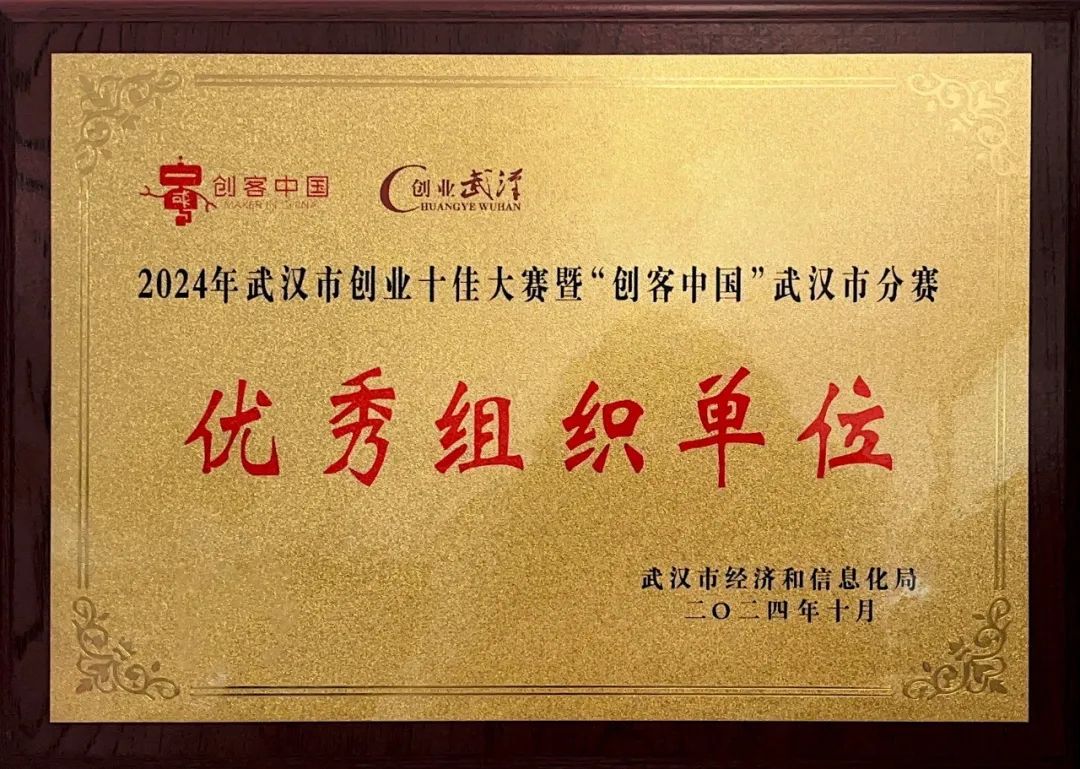 创客中国
MAKER IN CHINA
创业武汉
CHUANGYE WUHAN
2024年武汉市创业十佳大赛暨“创客中国”武汉市分赛
优秀组织单位
武汉市经济和信息化局
二〇二四年十月